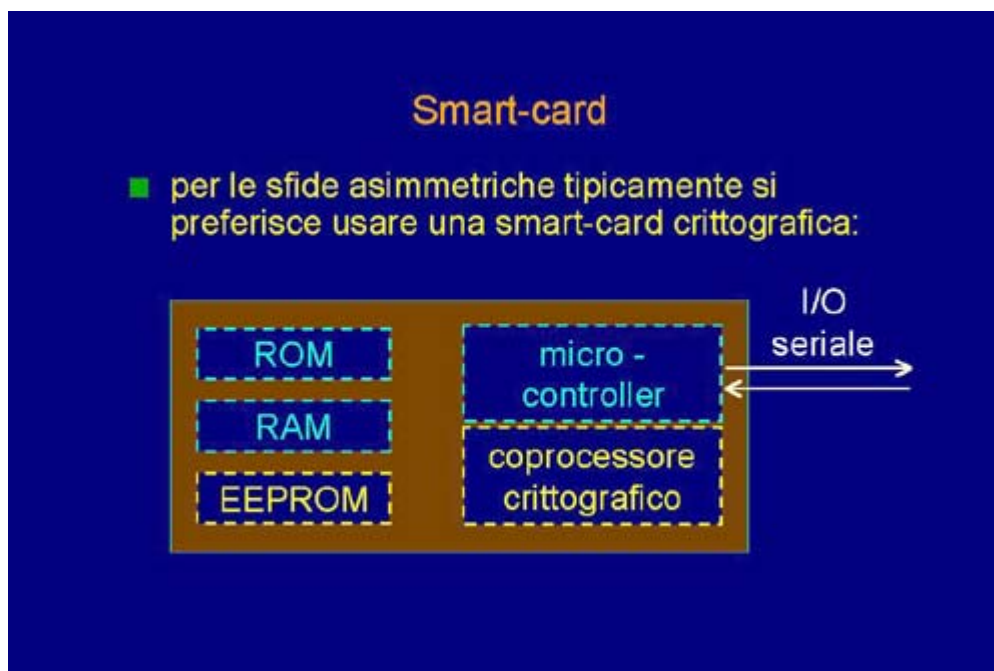 Smart-card
per le sfide asimmetriche tipicamente si
preferisce usare una smart-card crittografica:
I/O
seriale
ROM
micro -
controller
RAM
coprocessore
crittografico
EEPROM